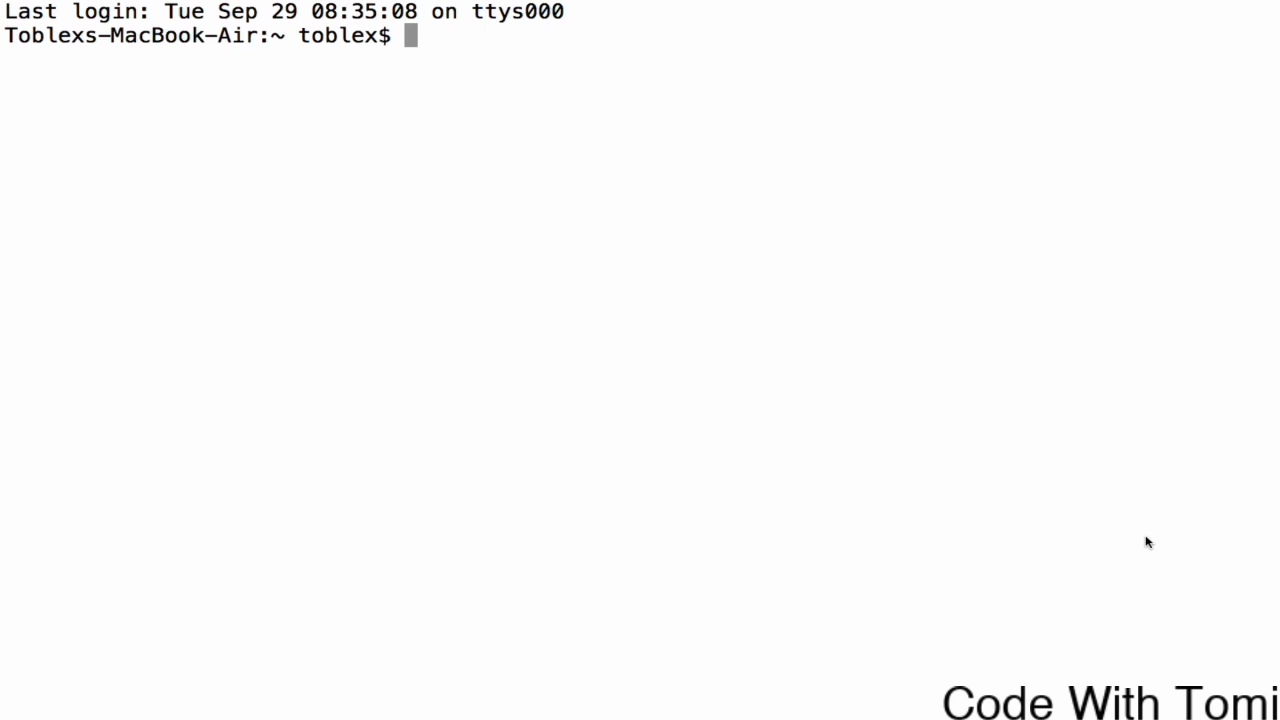 Last login: Tue Sep 29 08:35:08 on ttys000
Toblexs-MacBook-Air:~ toblex$
Code With Tomi